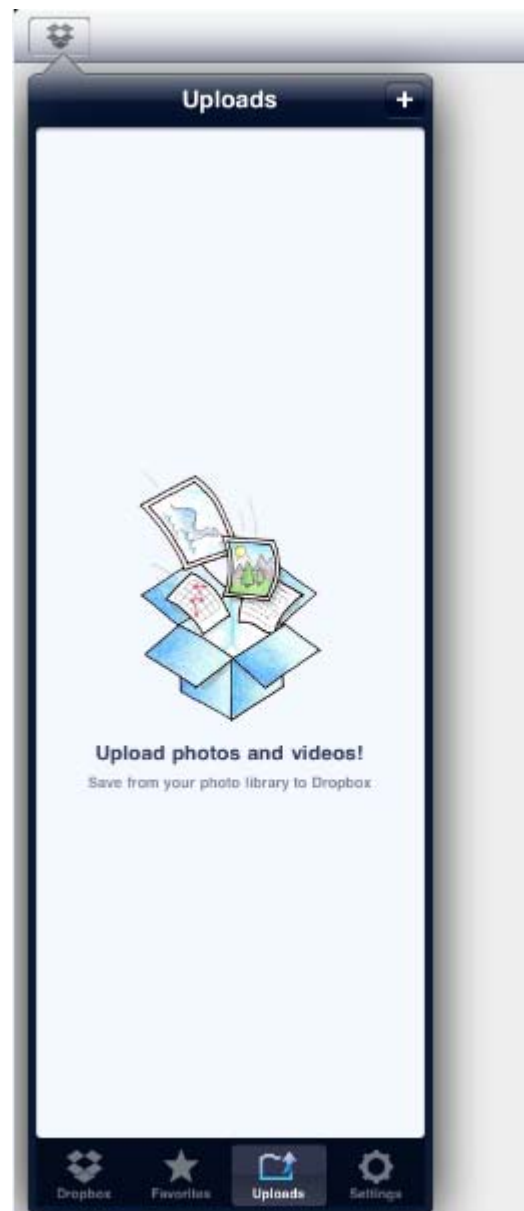 Uploads
+
Upload photos and videos!
Save from your photo library to Dropbox
Dropbox Favorites Uploads Settings